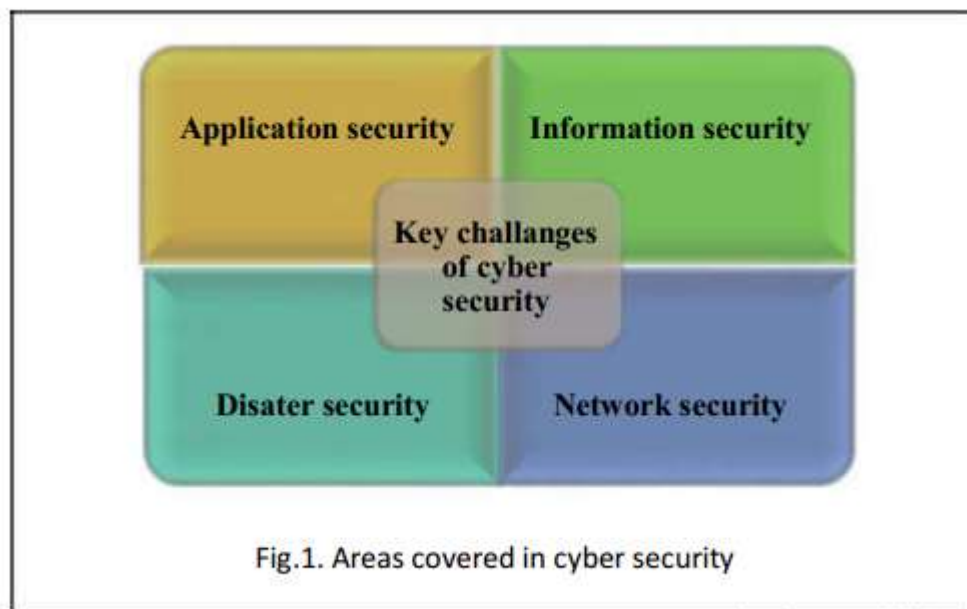 Application security
Information security
Key challanges
of cyber
security
Disater security
Network security
Fig.1. Areas covered in cyber security